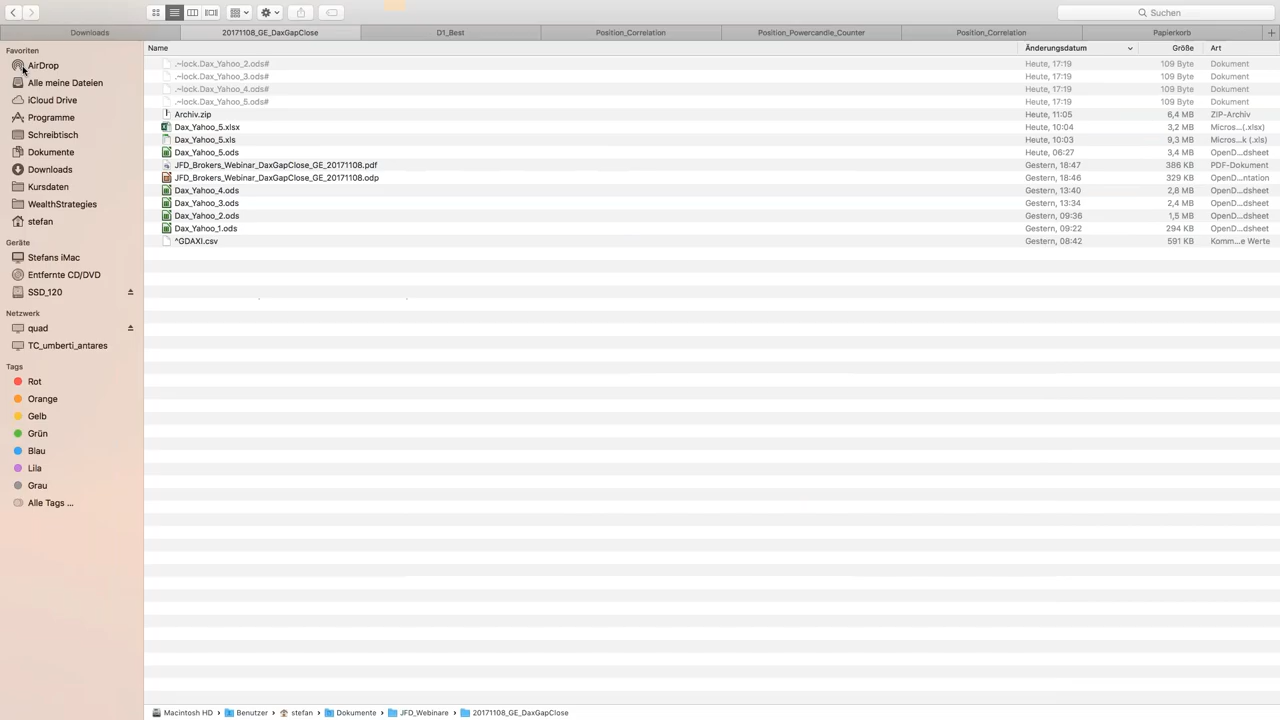 Suchen
Downloads 20171108_GE_DaxGapClose D1_Best Position_Correlation Position_Powercandle_Counter Position_Correlation Papierkorb
Favoriten
AirDrop
Alle meine Dateien
iCloud Drive
Programme
Schreibtisch
Dokumente
Downloads
Kursdaten
WealthStrategies
stefan
Geräte
Stefans iMac
Entfernte CD/DVD
SSD_120
Netzwerk
quad
TC_umberti_antares
Tags
Rot
Orange
Gelb
Grün
Blau
Lila
Grau
Alle Tags ...
Name Änderungsdatum Größe Art
.~lock.Dax_Yahoo_2.ods# Heute, 17:19 109 Byte Dokument
.~lock.Dax_Yahoo_3.ods# Heute, 17:19 109 Byte Dokument
.~lock.Dax_Yahoo_4.ods# Heute, 17:19 109 Byte Dokument
.~lock.Dax_Yahoo_5.ods# Heute, 17:19 109 Byte Dokument
Archiv.zip Heute, 11:05 6,4 MB ZIP-Archiv
Dax_Yahoo_5.xlsx Heute, 10:04 3,2 MB Micros...(.xlsx)
Dax_Yahoo_5.xls Heute, 10:03 9,3 MB Micros...k (.xls)
Dax_Yahoo_5.ods Heute, 06:27 3,4 MB OpenD...dsheet
JFD_Brokers_Webinar_DaxGapClose_GE_20171108.pdf Gestern, 18:47 386 KB PDF-Dokument
JFD_Brokers_Webinar_DaxGapClose_GE_20171108.odp Gestern, 18:46 329 KB OpenD...ntation
Dax_Yahoo_4.ods Gestern, 13:40 2,8 MB OpenD...dsheet
Dax_Yahoo_3.ods Gestern, 13:34 2,4 MB OpenD...dsheet
Dax_Yahoo_2.ods Gestern, 09:36 1,5 MB OpenD...dsheet
Dax_Yahoo_1.ods Gestern, 09:22 294 KB OpenD...dsheet
^GDAXI.csv Gestern, 08:42 591 KB Komm...e Werte
Macintosh HD › Benutzer › stefan › Dokumente › JFD_Webinare › 20171108_GE_DaxGapClose